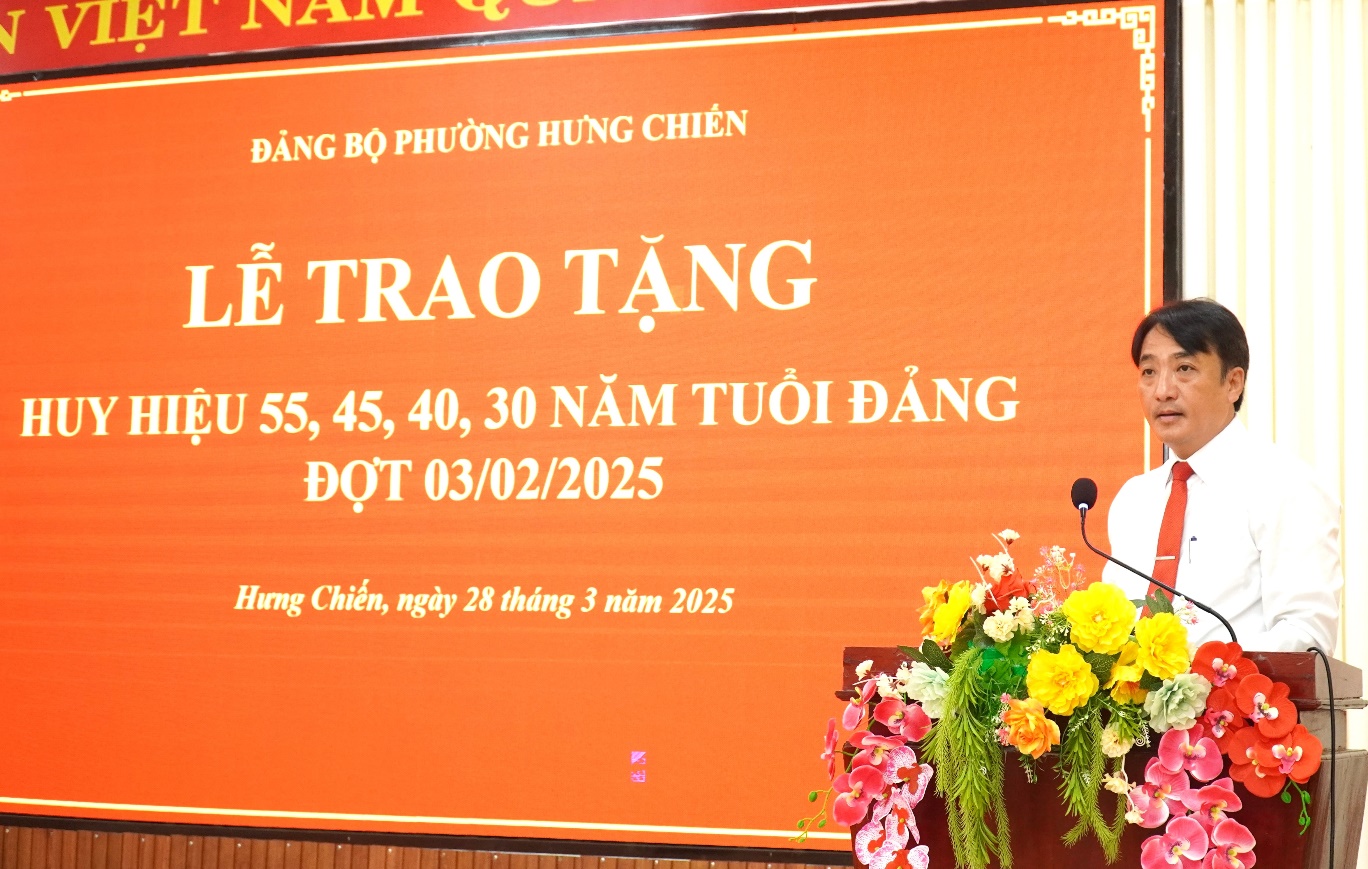 VIỆT NAM
ĐẢNG BỘ PHƯỜNG HƯNG CHIẾN
LỄ TRAO TẶNG
HUY HIỆU 55, 45, 40, 30 NĂM TUỔI ĐẢNG
ĐỢT 03/02/2025
Hưng Chiến, ngày 28 tháng 3 năm 2025